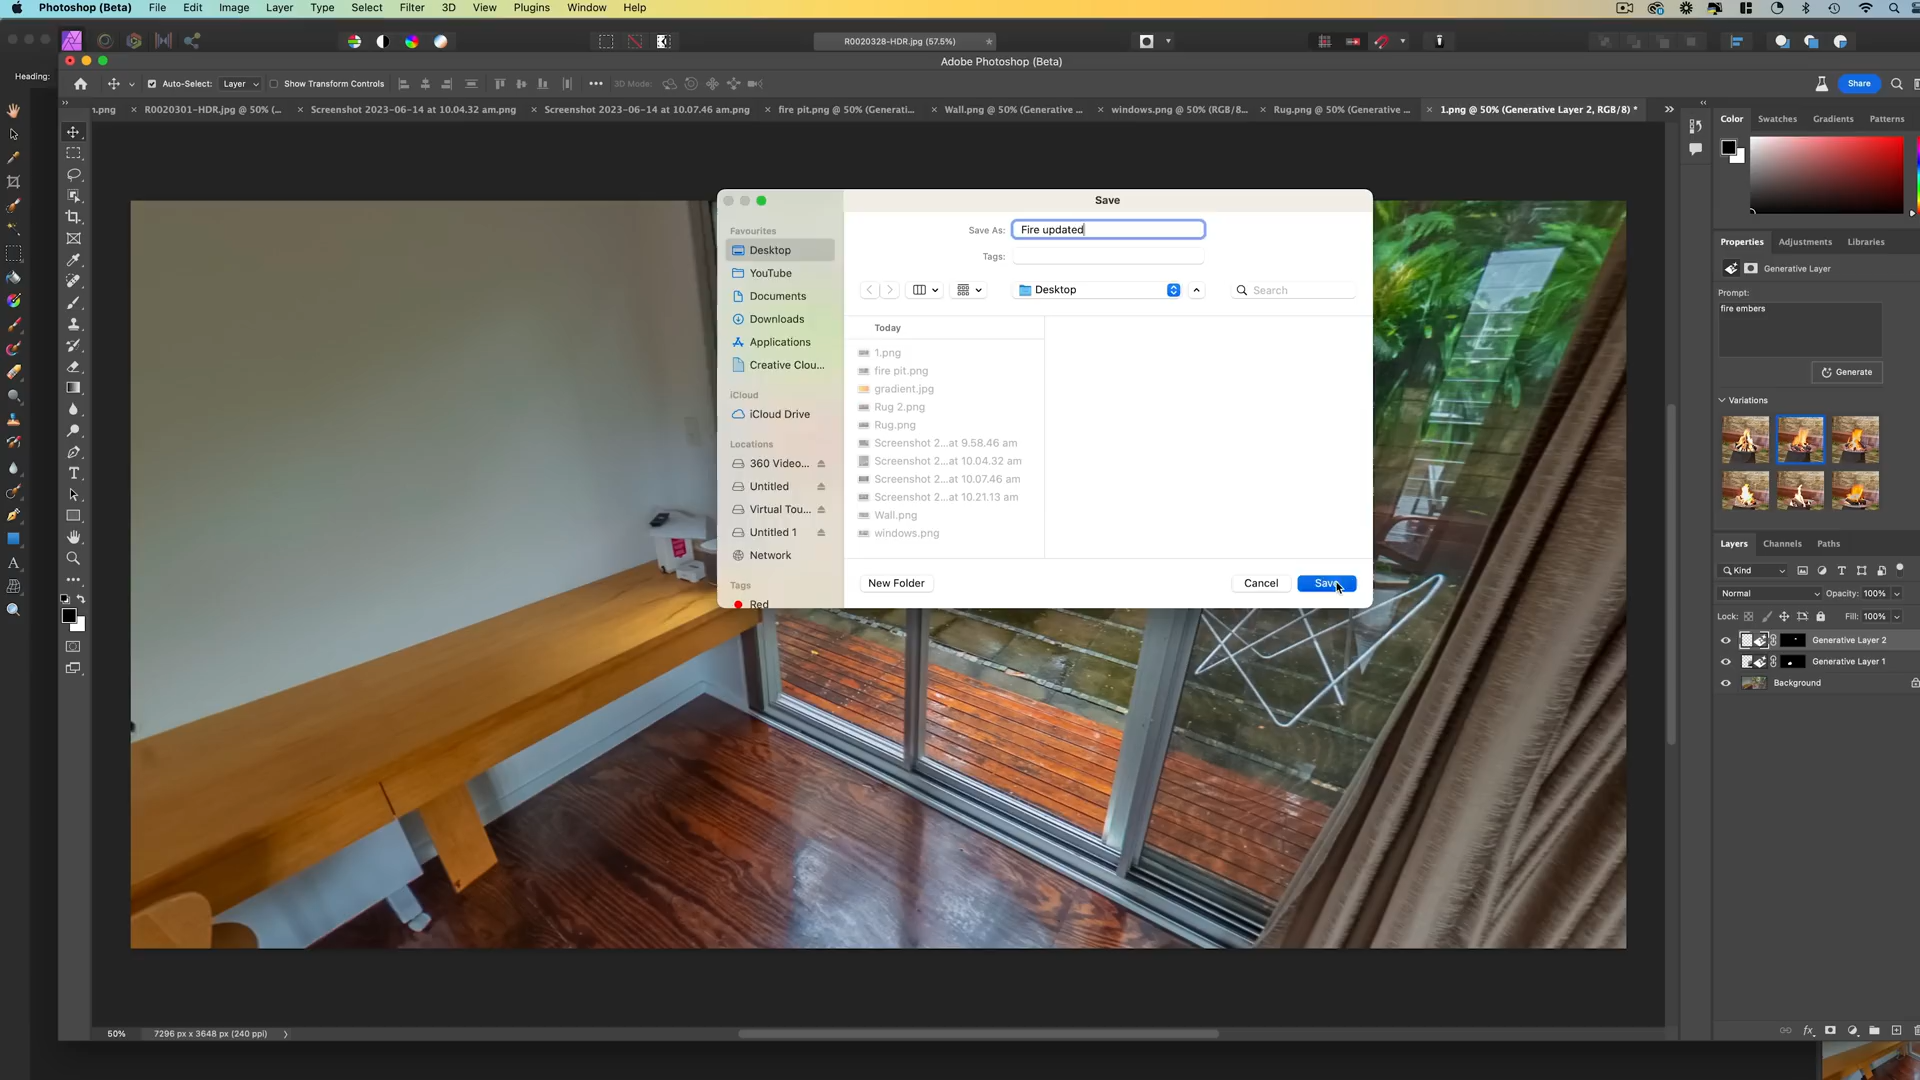 Photoshop (Beta) File Edit Image Layer Type Select Filter 3D View Plugins Window Help
R0020328-HDR.jpg (57.5%)
Adobe Photoshop (Beta)
Heading:
Auto-Select: Layer Show Transform Controls 3D Mode: Share
n.png R0020301-HDR.jpg @ 50% (... Screenshot 2023-06-14 at 10.04.32 am.png Screenshot 2023-06-14 at 10.07.46 am.png fire pit.png @ 50% (Generati... Wall.png @ 50% (Generative ... windows.png @ 50% (RGB/8... Rug.png @ 50% (Generative ... 1.png @ 50% (Generative Layer 2, RGB/8) *
Save
Save As: Fire updated
Tags:
Desktop
Search
Favourites
Desktop
YouTube
Documents
Downloads
Applications
Creative Clou...
iCloud
iCloud Drive
Locations
360 Video...
Untitled
Virtual Tou...
Untitled 1
Network
Tags
Red
Today
1.png
fire pit.png
gradient.jpg
Rug 2.png
Rug.png
Screenshot 2...at 9.58.46 am
Screenshot 2...at 10.04.32 am
Screenshot 2...at 10.07.46 am
Screenshot 2...at 10.21.13 am
Wall.png
windows.png
New Folder Cancel Save
Color Swatches Gradients Patterns
Properties Adjustments Libraries
Generative Layer
Prompt:
fire embers
Generate
Variations
Layers Channels Paths
Kind
Normal Opacity: 100%
Lock: Fill: 100%
Generative Layer 2
Generative Layer 1
Background
50% 7296 px x 3648 px (240 ppi)